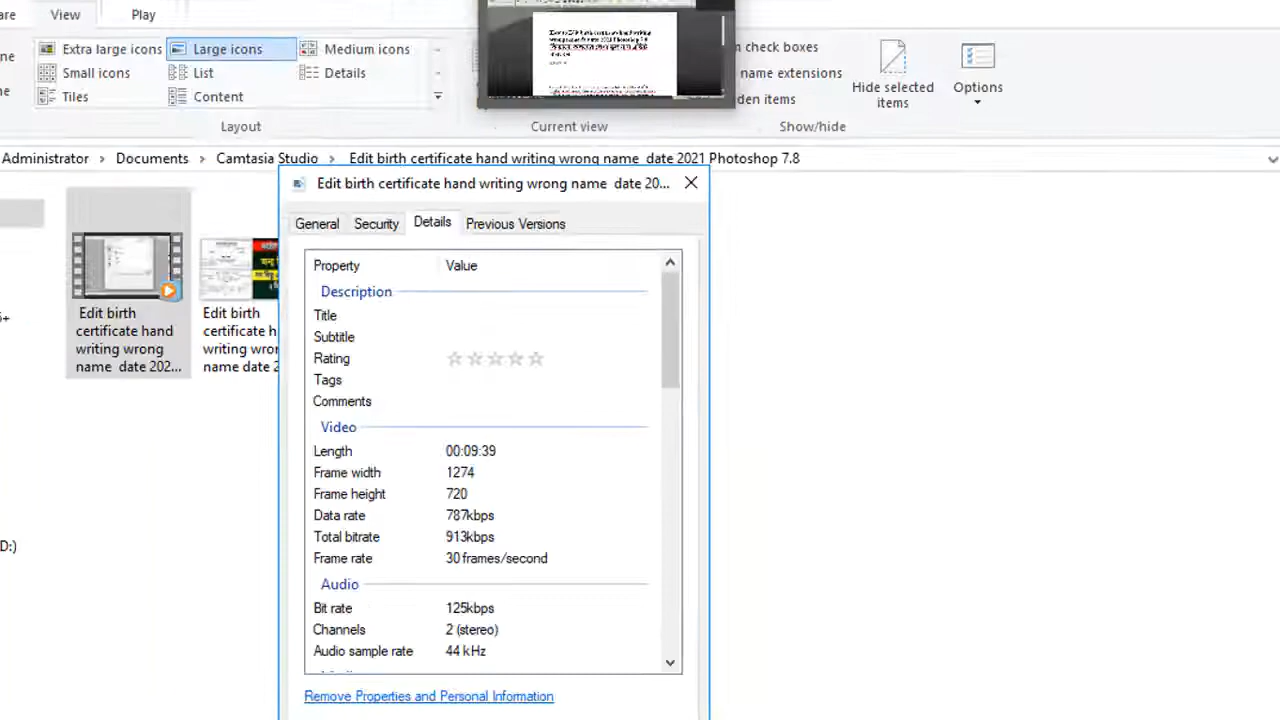 are View Play
Extra large icons Large icons Medium icons
Small icons List Details
Tiles Content
Layout
Current view
check boxes
name extensions
den items
Hide selected
items
Options
Show/hide
Administrator › Documents › Camtasia Studio › Edit birth certificate hand writing wrong name date 2021 Photoshop 7.8
Edit birth
certificate hand
writing wrong
name date 202...
Edit birth
certificate h
writing wror
name date 2
D:)
Edit birth certificate hand writing wrong name date 20...
General Security Details Previous Versions
Property Value
Description
Title
Subtitle
Rating
Tags
Comments
Video
Length 00:09:39
Frame width 1274
Frame height 720
Data rate 787kbps
Total bitrate 913kbps
Frame rate 30 frames/second
Audio
Bit rate 125kbps
Channels 2 (stereo)
Audio sample rate 44 kHz
Remove Properties and Personal Information